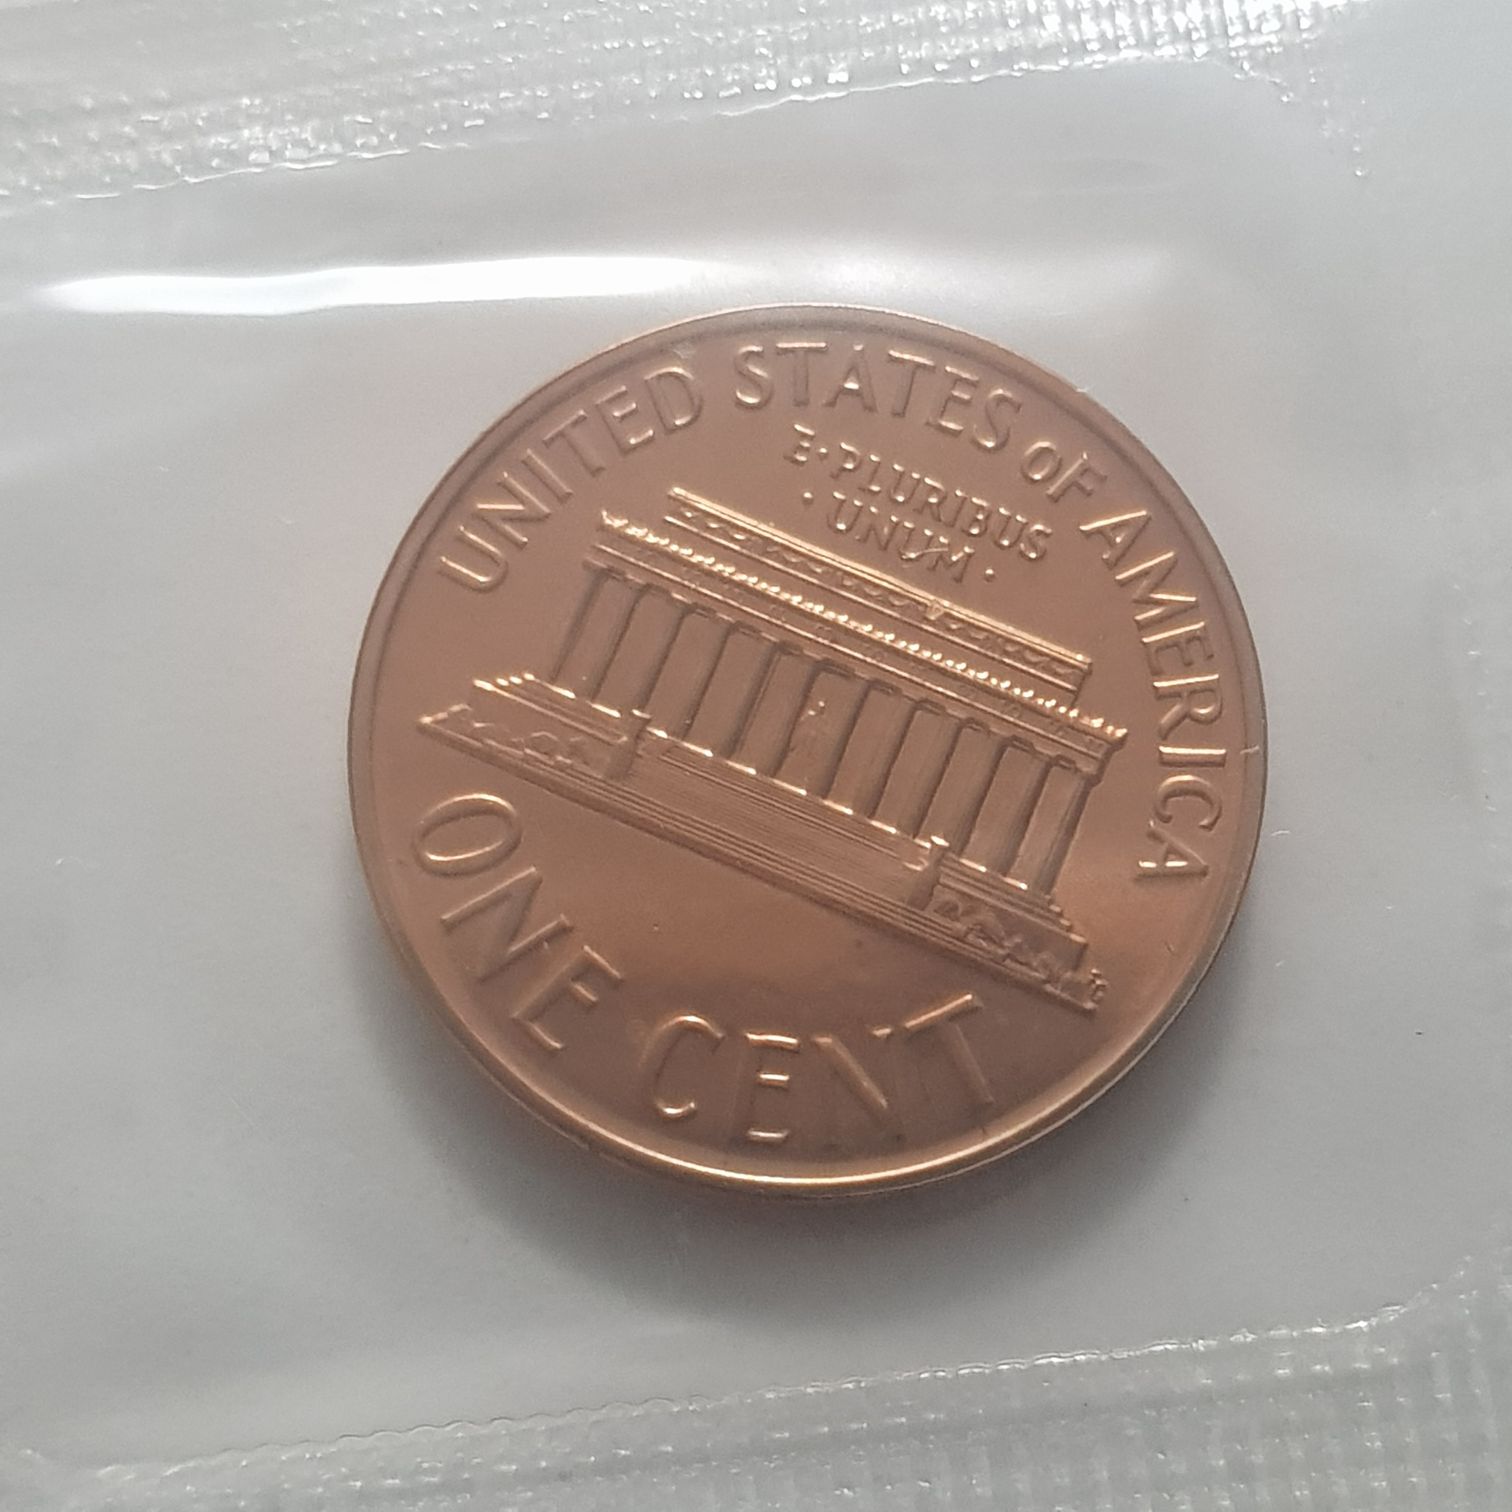 UNITED STATES OF AMERICA
E·PLURIBUS
·UNUM·
ONE CENT